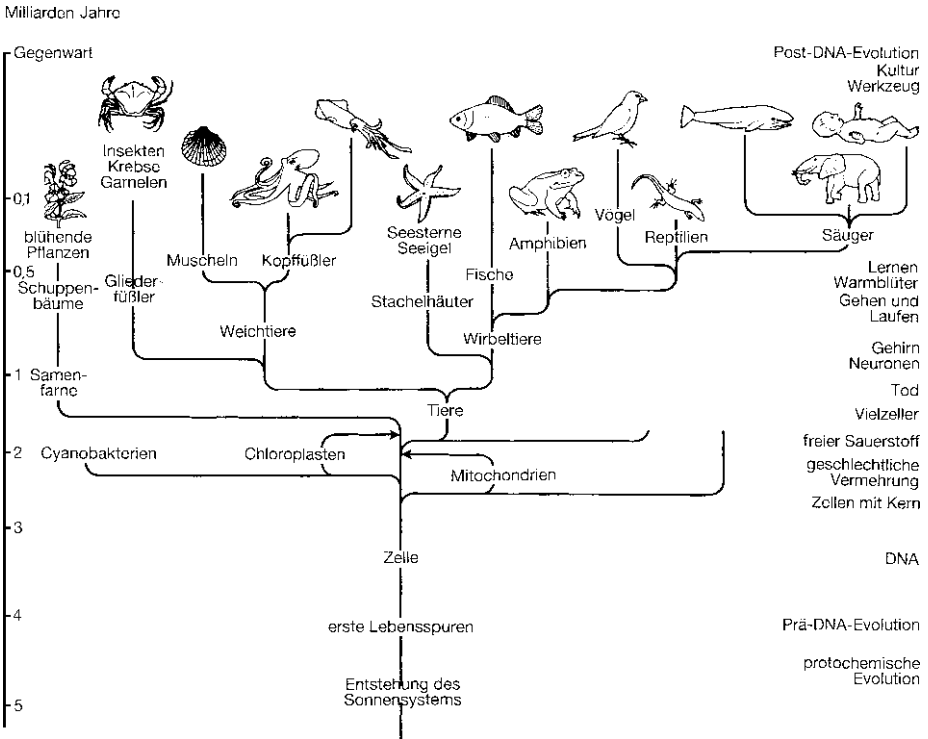 Milliarden Jahre
Gegenwart
Post-DNA-Evolution
Kultur
Werkzeug
Insekten
Krebse
Garnelen
0,1
blühende
Pflanzen
Muscheln
Kopffüßler
Seesterne
Seeigel
Amphibien
Vögel
Reptilien
Säuger
0,5
Schuppen-
bäume
Glieder-
füßler
Stachelhäuter
Fische
Lernen
Warmblüter
Gehen und
Laufen
Weichtiere
Wirbeltiere
Gehirn
Neuronen
1
Samen-
farne
Tod
Tiere
Vielzeller
2
Cyanobakterien
Chloroplasten
Mitochondrien
freier Sauerstoff
geschlechtliche
Vermehrung
Zellen mit Kern
3
Zelle
DNA
4
erste Lebensspuren
Prä-DNA-Evolution
protochemische
Evolution
Entstehung des
Sonnensystems
5